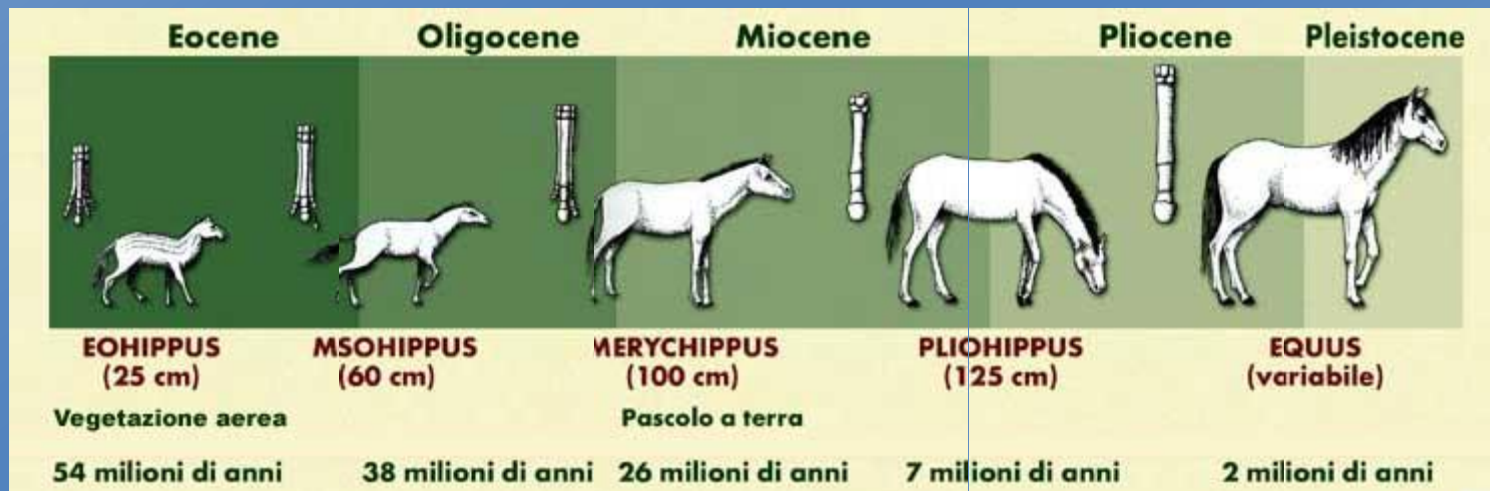 Eocene Oligocene Miocene Pliocene Pleistocene
EOHIPPUS MSOHIPPUS MERYCHIPPUS PLIOHIPPUS EQUUS
(25 cm) (60 cm) (100 cm) (125 cm) (variabile)
Vegetazione aerea Pascolo a terra
54 milioni di anni 38 milioni di anni 26 milioni di anni 7 milioni di anni 2 milioni di anni